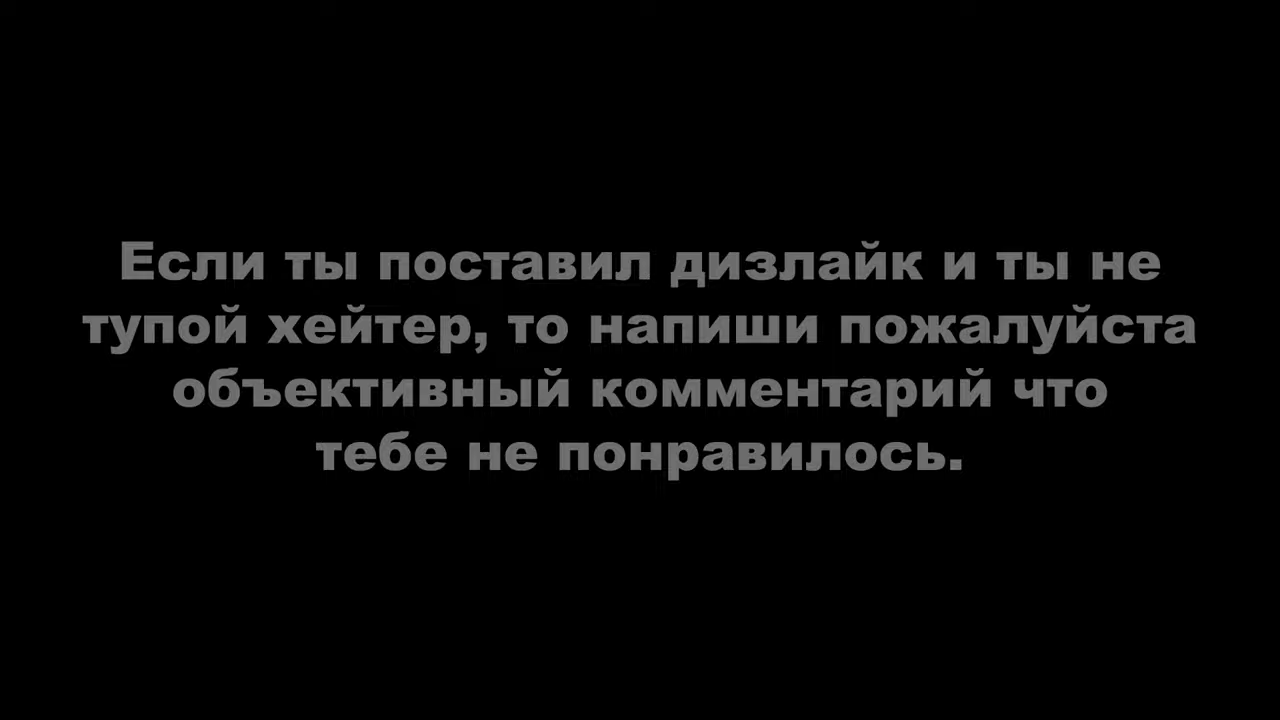 Если ты поставил дизлайк и ты не
тупой хейтер, то напиши пожалуйста
объективный комментарий что
тебе не понравилось.